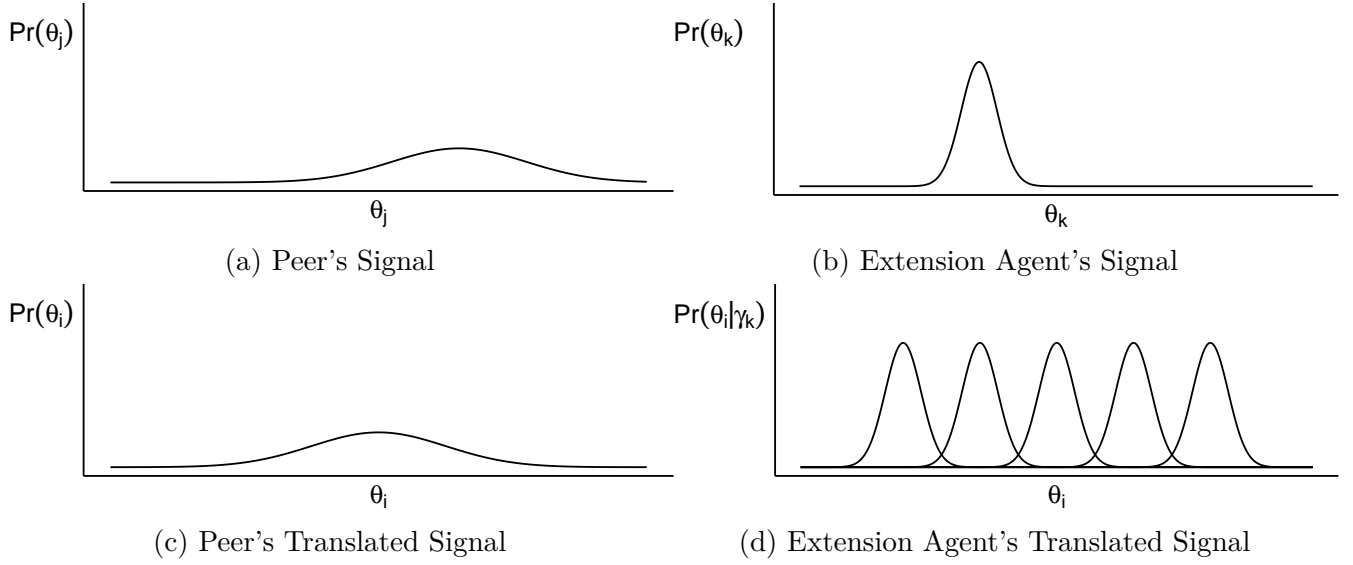 Pr(θj)
θj
(a) Peer's Signal
Pr(θk)
θk
(b) Extension Agent's Signal
Pr(θi)
θi
(c) Peer's Translated Signal
Pr(θi|γk)
θi
(d) Extension Agent's Translated Signal